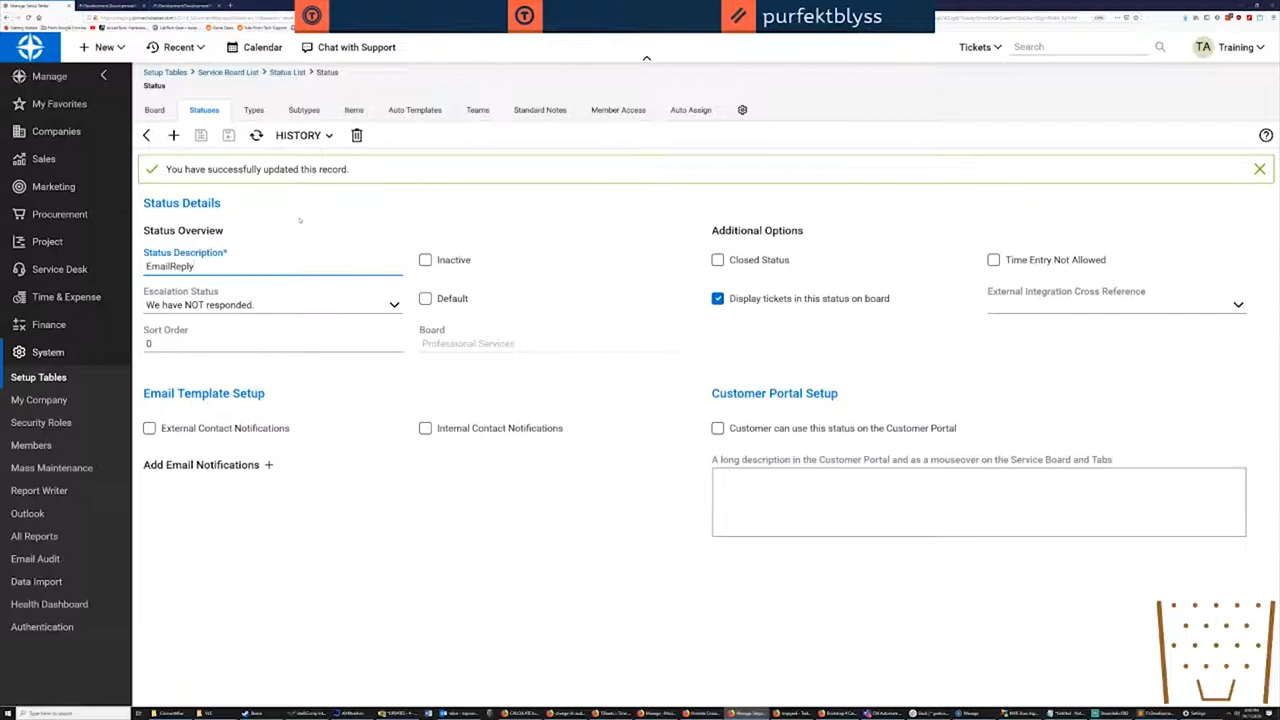 Manage Setup Tables
turekiblyss
New
Recent
Calendar
Chat with Support
Tickets
Search
TA
Training
Manage
My Favorites
Companies
Sales
Marketing
Procurement
Project
Service Desk
Time & Expense
Finance
System
Setup Tables
My Company
Security Roles
Members
Mass Maintenance
Report Writer
Outlook
All Reports
Email Audit
Data Import
Health Dashboard
Authentication
Setup Tables > Service Board List > Status List > Status
Status
Board Statuses Types Subtypes Items Auto Templates Teams Standard Notes Member Access Auto Assign
HISTORY
You have successfully updated this record.
Status Details
Status Overview
Status Description*
EmailReply
Inactive
Escalation Status
We have NOT responded.
Default
Sort Order
0
Board
Professional Services
Additional Options
Closed Status
Time Entry Not Allowed
Display tickets in this status on board
External Integration Cross Reference
Email Template Setup
External Contact Notifications
Internal Contact Notifications
Add Email Notifications +
Customer Portal Setup
Customer can use this status on the Customer Portal
A long description in the Customer Portal and as a mouseover on the Service Board and Tabs
Type here to search